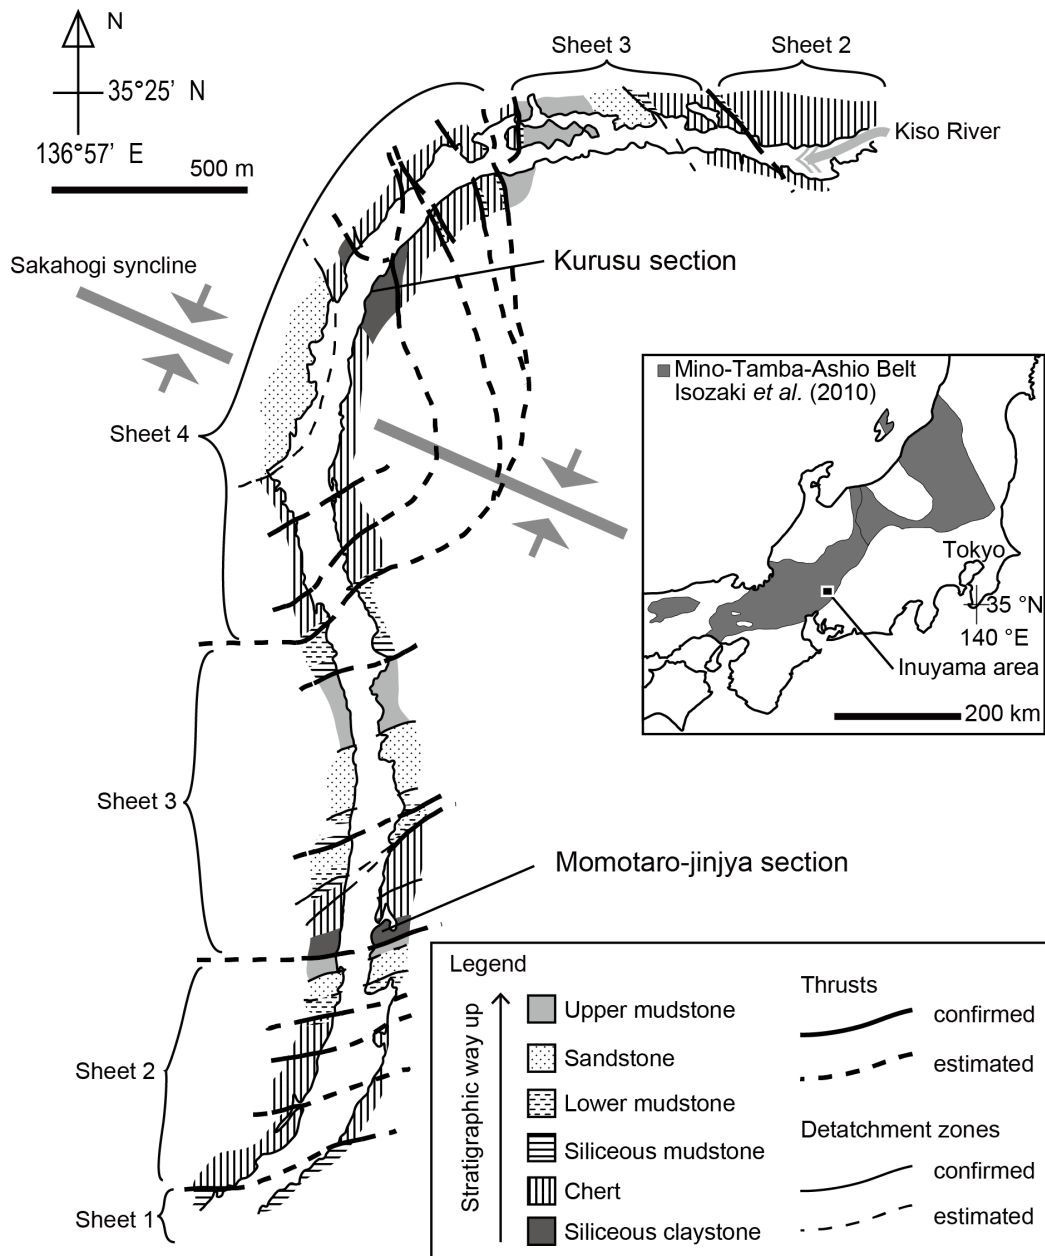 N
35°25' N
136°57' E
500 m
Sheet 3
Sheet 2
Kiso River
Sakahogi syncline
Kurusu section
Sheet 4
Mino-Tamba-Ashio Belt
Isozaki et al. (2010)
Tokyo
35 °N
140 °E
Inuyama area
200 km
Sheet 3
Momotaro-jinjya section
Sheet 2
Sheet 1
Legend
Stratigraphic way up
Upper mudstone
Sandstone
Lower mudstone
Siliceous mudstone
Chert
Siliceous claystone
Thrusts
confirmed
estimated
Detatchment zones
confirmed
estimated